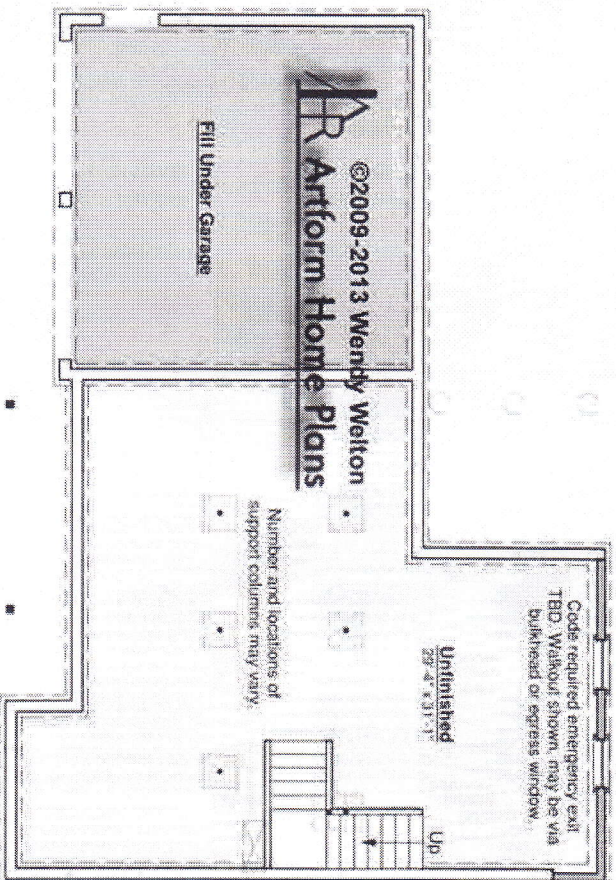 ©2009-2013 Wendy Welton
Artform Home Plans
Fill Under Garage
Code required emergency exit
TBD. Walkout shown, may be via
bulkhead or egress window.
Unfinished
29'-4" x 31'-1"
Number and locations of
support columns may vary.
Up